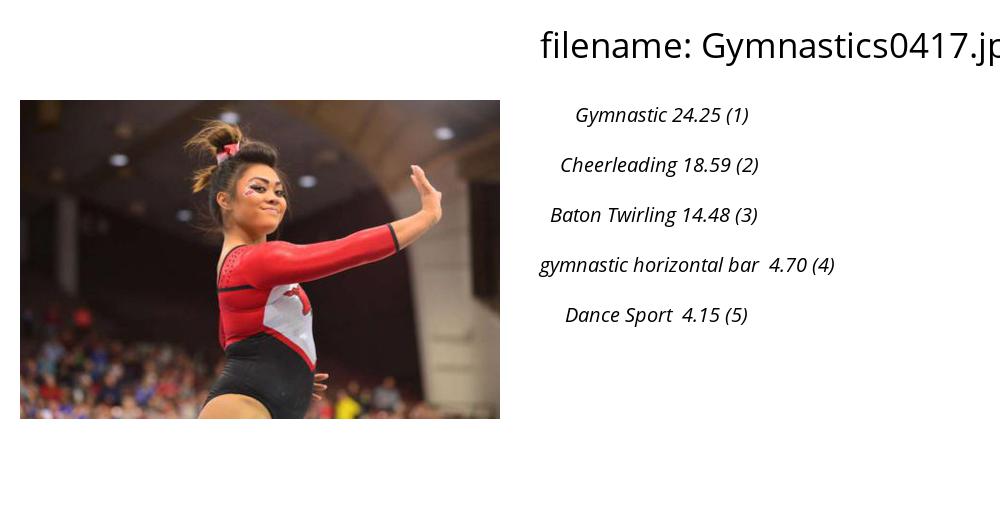 filename: Gymnastics0417.jp
Gymnastic 24.25 (1)
Cheerleading 18.59 (2)
Baton Twirling 14.48 (3)
gymnastic horizontal bar 4.70 (4)
Dance Sport 4.15 (5)